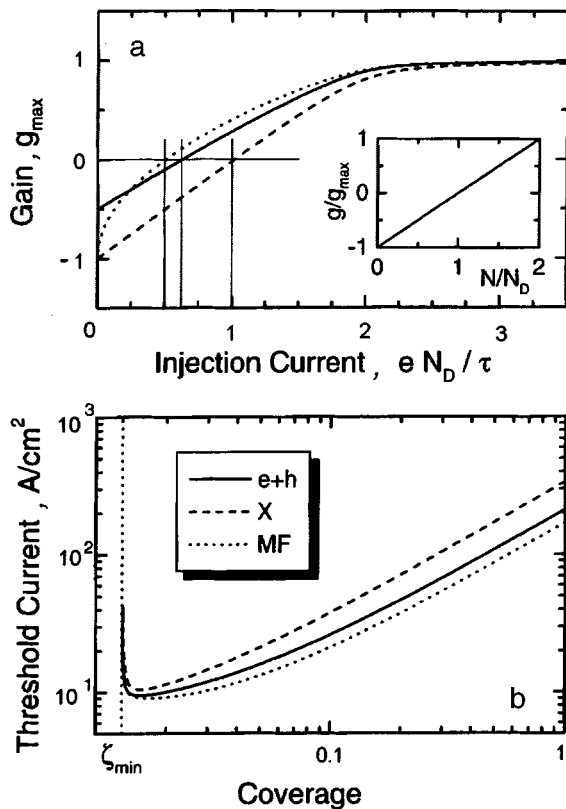 a
1
0
-1
Gain , g_max
0
1
2
3
Injection Current , e N_D / τ
1
0
-1
g/g_max
0
1
2
N/N_D
10^3
10^2
10^1
Threshold Current , A/cm^2
e+h
X
MF
b
ζ_min
0.1
1
Coverage